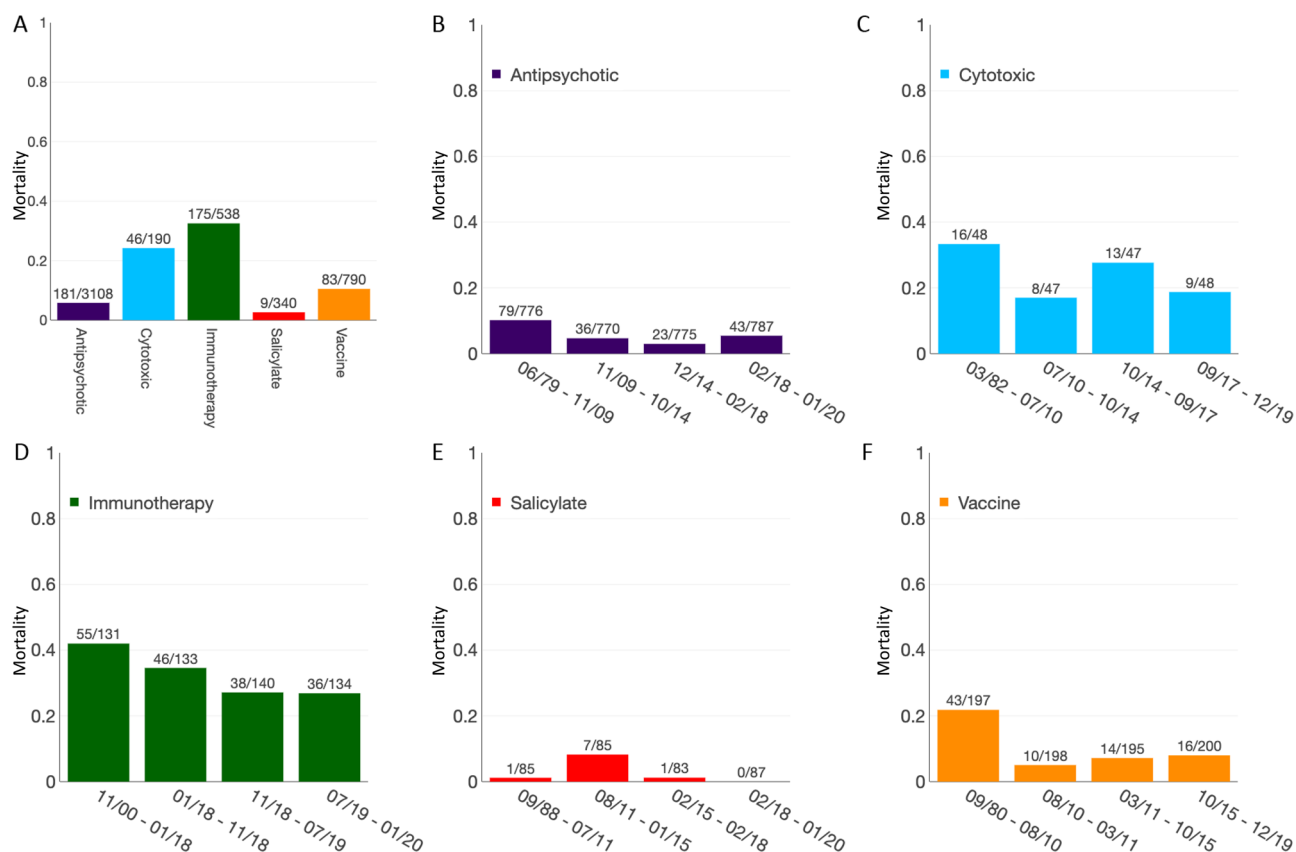 A
1
0.8
0.6
0.4
0.2
0
Mortality
181/3108
46/190
175/538
9/340
83/790
Antipsychotic
Cytotoxic
Immunotherapy
Salicylate
Vaccine
B
1
0.8
0.6
0.4
0.2
0
Mortality
Antipsychotic
79/776
36/770
23/775
43/787
06/79 - 11/09
11/09 - 10/14
12/14 - 02/18
02/18 - 01/20
C
1
0.8
0.6
0.4
0.2
0
Mortality
Cytotoxic
16/48
8/47
13/47
9/48
03/82 - 07/10
07/10 - 10/14
10/14 - 09/17
09/17 - 12/19
D
1
0.8
0.6
0.4
0.2
0
Mortality
Immunotherapy
55/131
46/133
38/140
36/134
11/00 - 01/18
01/18 - 11/18
11/18 - 07/19
07/19 - 01/20
E
1
0.8
0.6
0.4
0.2
0
Mortality
Salicylate
1/85
7/85
1/83
0/87
09/88 - 07/11
08/11 - 01/15
02/15 - 02/18
02/18 - 01/20
F
1
0.8
0.6
0.4
0.2
0
Mortality
Vaccine
43/197
10/198
14/195
16/200
09/80 - 08/10
08/10 - 03/11
03/11 - 10/15
10/15 - 12/19